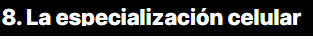 8. La especialización celular